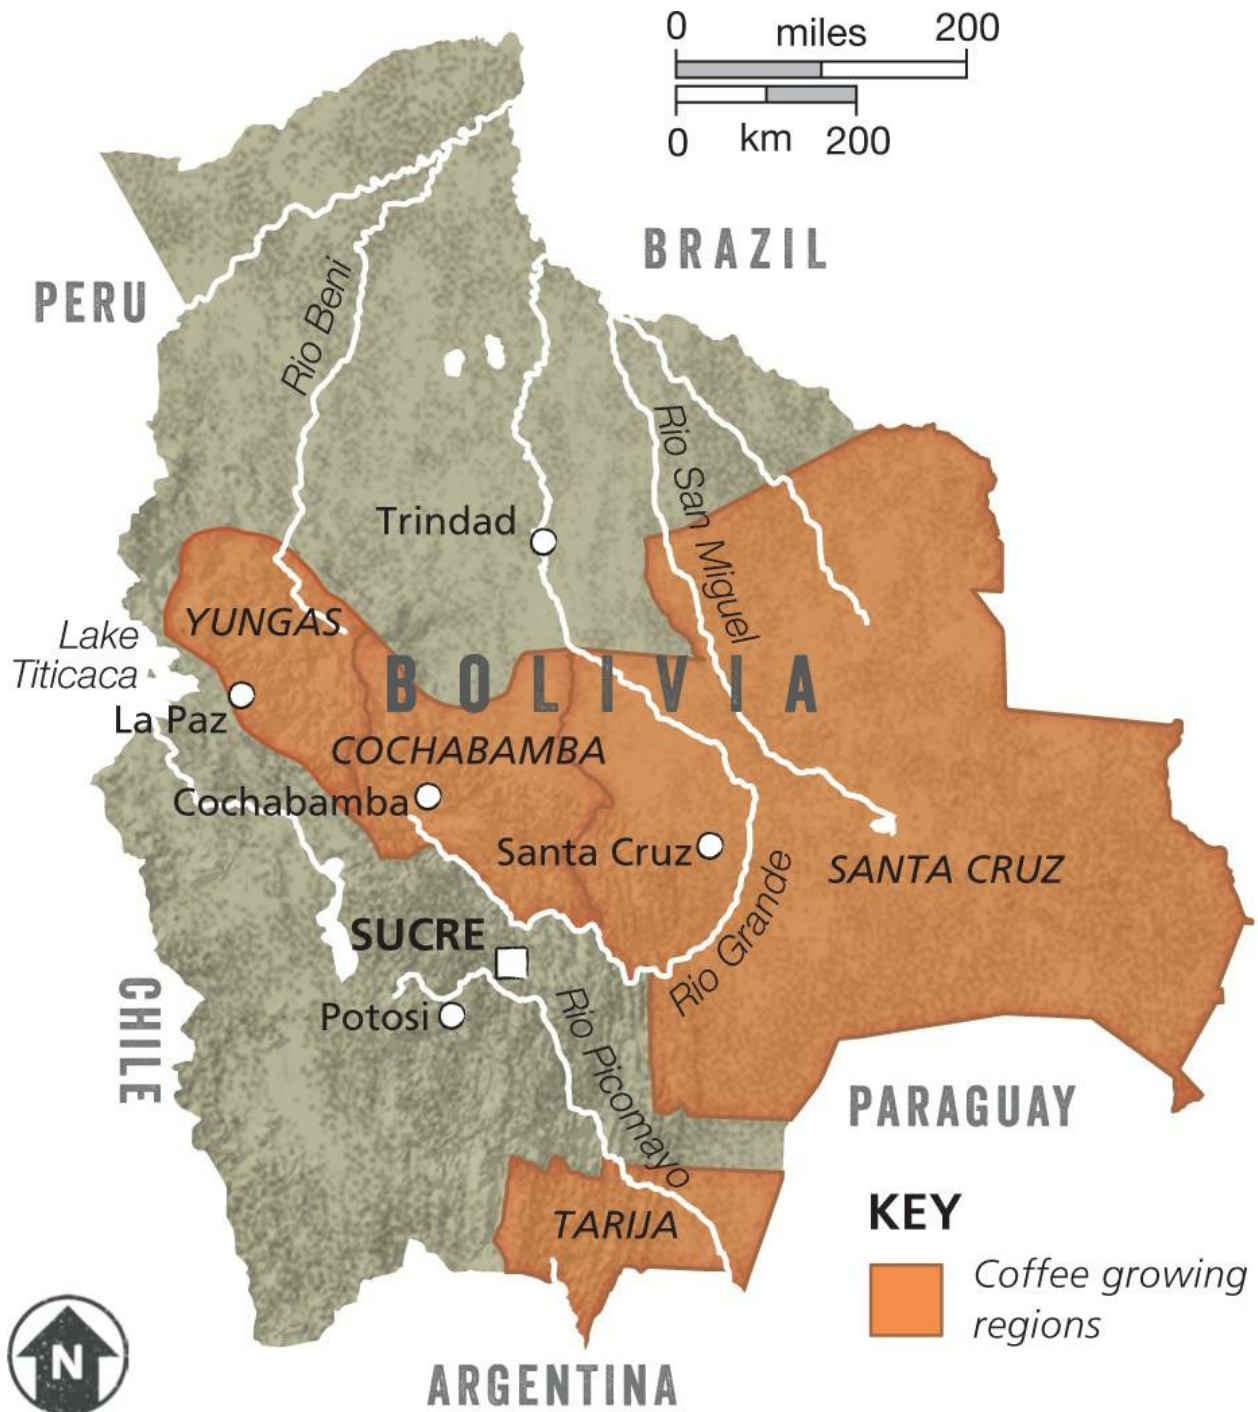 0 miles 200
0 km 200
BRAZIL
PERU
Rio Beni
Rio San Miguel
Trindad
YUNGAS
Lake
Titicaca
BOLIVIA
La Paz
COCHABAMBA
Cochabamba
Santa Cruz
SANTA CRUZ
Rio Grande
SUCRE
CHILE
Potosi
Rio Picomayo
PARAGUAY
TARIJA
KEY
Coffee growing
regions
N
ARGENTINA